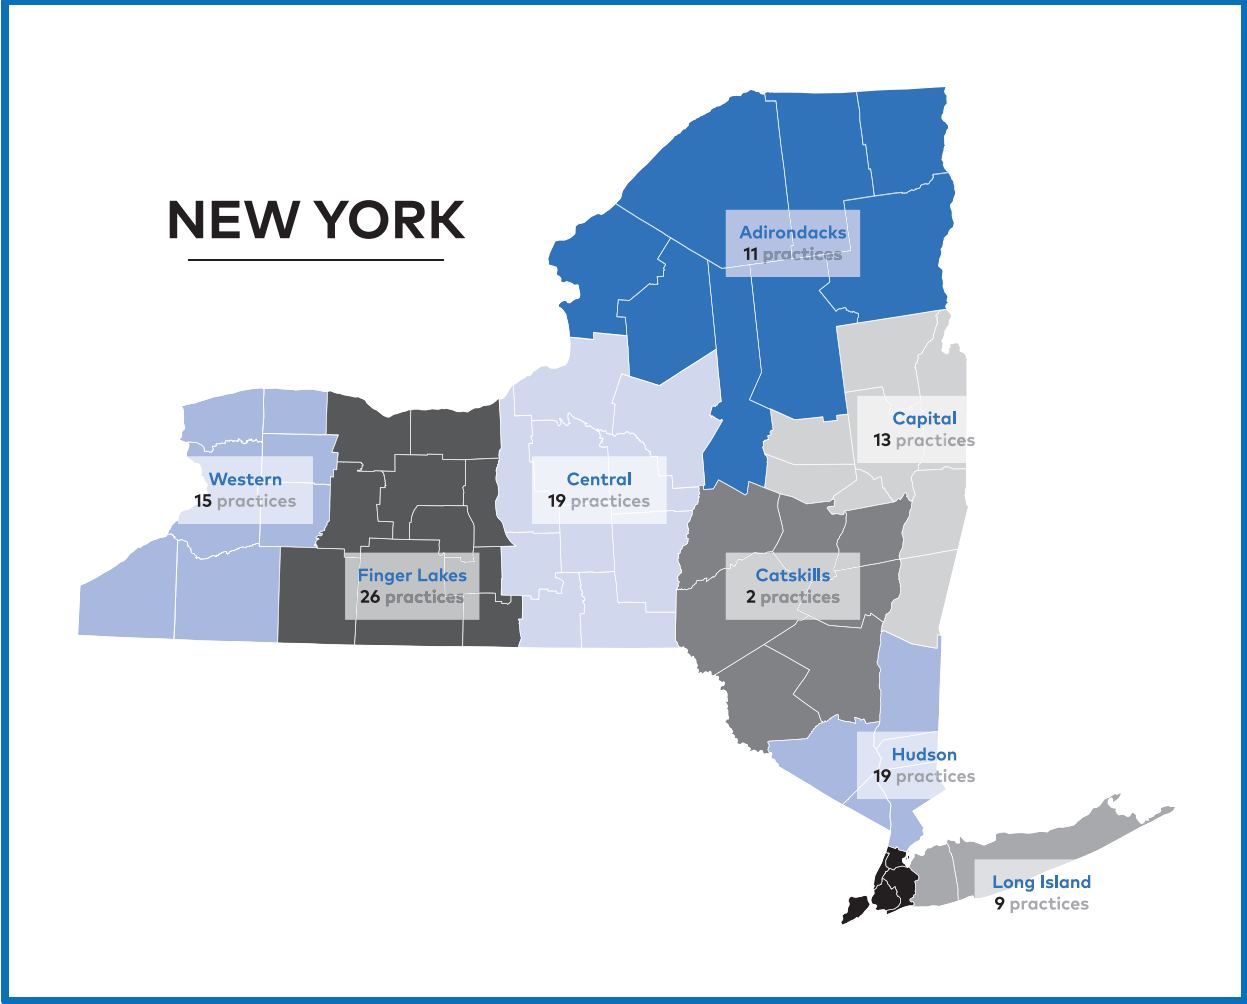 NEW YORK
Adirondacks
11 practices
Capital
13 practices
Western
15 practices
Central
19 practices
Finger Lakes
26 practices
Catskills
2 practices
Hudson
19 practices
Long Island
9 practices